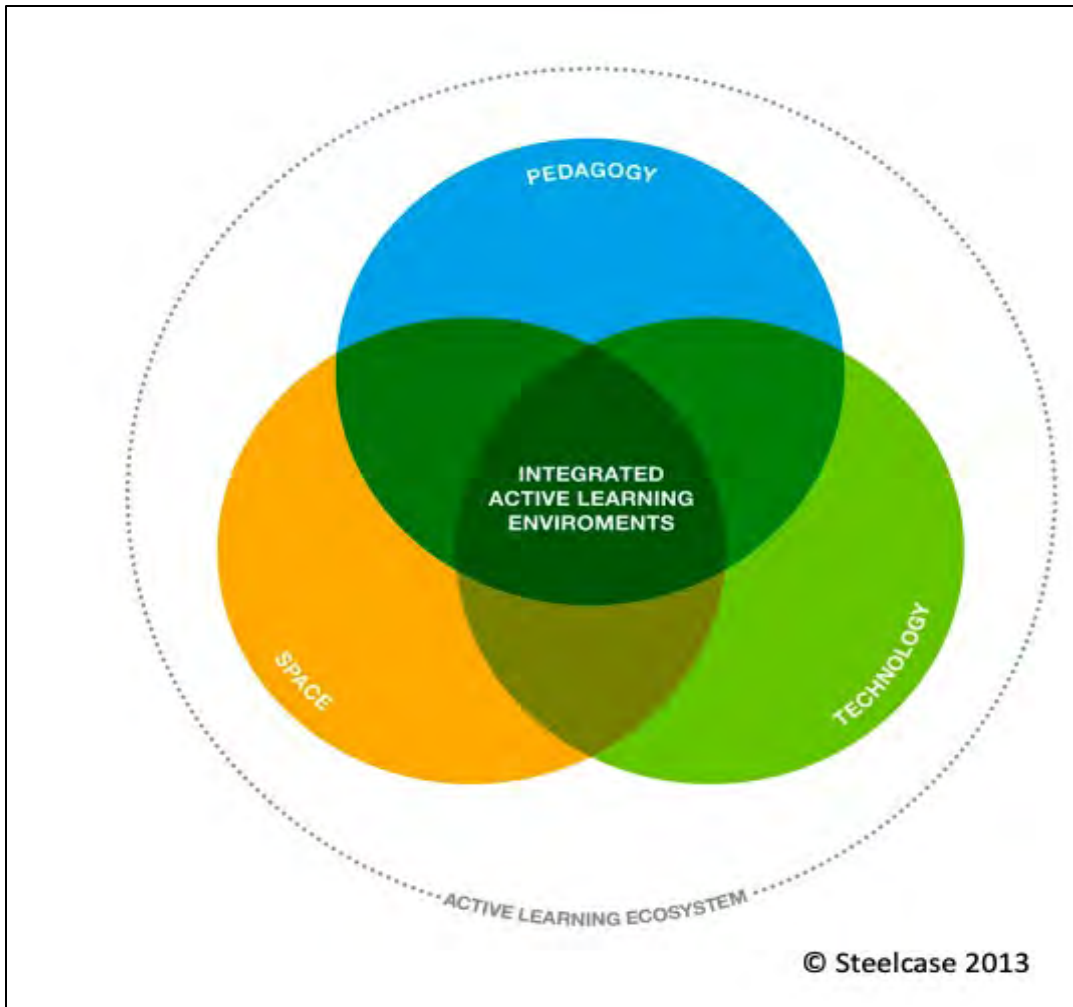 PEDAGOGY
INTEGRATED
ACTIVE LEARNING
ENVIROMENTS
SPACE
TECHNOLOGY
ACTIVE LEARNING ECOSYSTEM
© Steelcase 2013